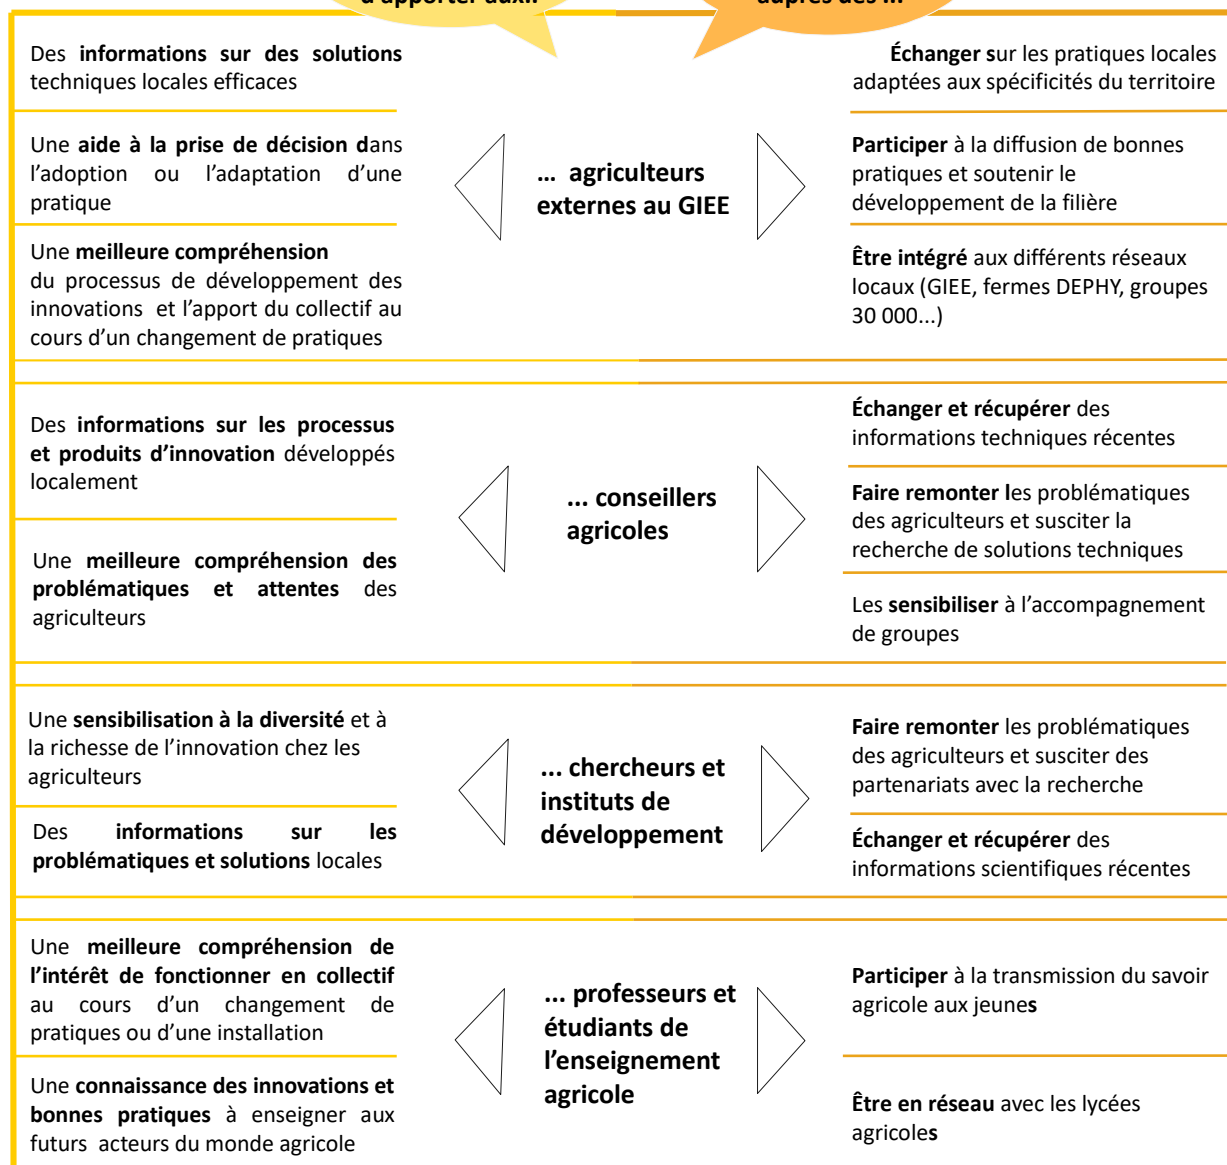 d'apporter aux..
auprès des ...
Des informations sur des solutions
techniques locales efficaces
Une aide à la prise de décision dans
l’adoption ou l’adaptation d’une
pratique
Une meilleure compréhension
du processus de développement des
innovations et l’apport du collectif au
cours d’un changement de pratiques
... agriculteurs
externes au GIEE
Échanger sur les pratiques locales
adaptées aux spécificités du territoire
Participer à la diffusion de bonnes
pratiques et soutenir le
développement de la filière
Être intégré aux différents réseaux
locaux (GIEE, fermes DEPHY, groupes
30 000...)
Des informations sur les processus
et produits d’innovation développés
localement
Une meilleure compréhension des
problématiques et attentes des
agriculteurs
... conseillers
agricoles
Échanger et récupérer des
informations techniques récentes
Faire remonter les problématiques
des agriculteurs et susciter la
recherche de solutions techniques
Les sensibiliser à l’accompagnement
de groupes
Une sensibilisation à la diversité et à
la richesse de l’innovation chez les
agriculteurs
Des informations sur les
problématiques et solutions locales
... chercheurs et
instituts de
développement
Faire remonter les problématiques
des agriculteurs et susciter des
partenariats avec la recherche
Échanger et récupérer des
informations scientifiques récentes
Une meilleure compréhension de
l’intérêt de fonctionner en collectif
au cours d’un changement de
pratiques ou d’une installation
Une connaissance des innovations et
bonnes pratiques à enseigner aux
futurs acteurs du monde agricole
... professeurs et
étudiants de
l’enseignement
agricole
Participer à la transmission du savoir
agricole aux jeunes
Être en réseau avec les lycées
agricoles